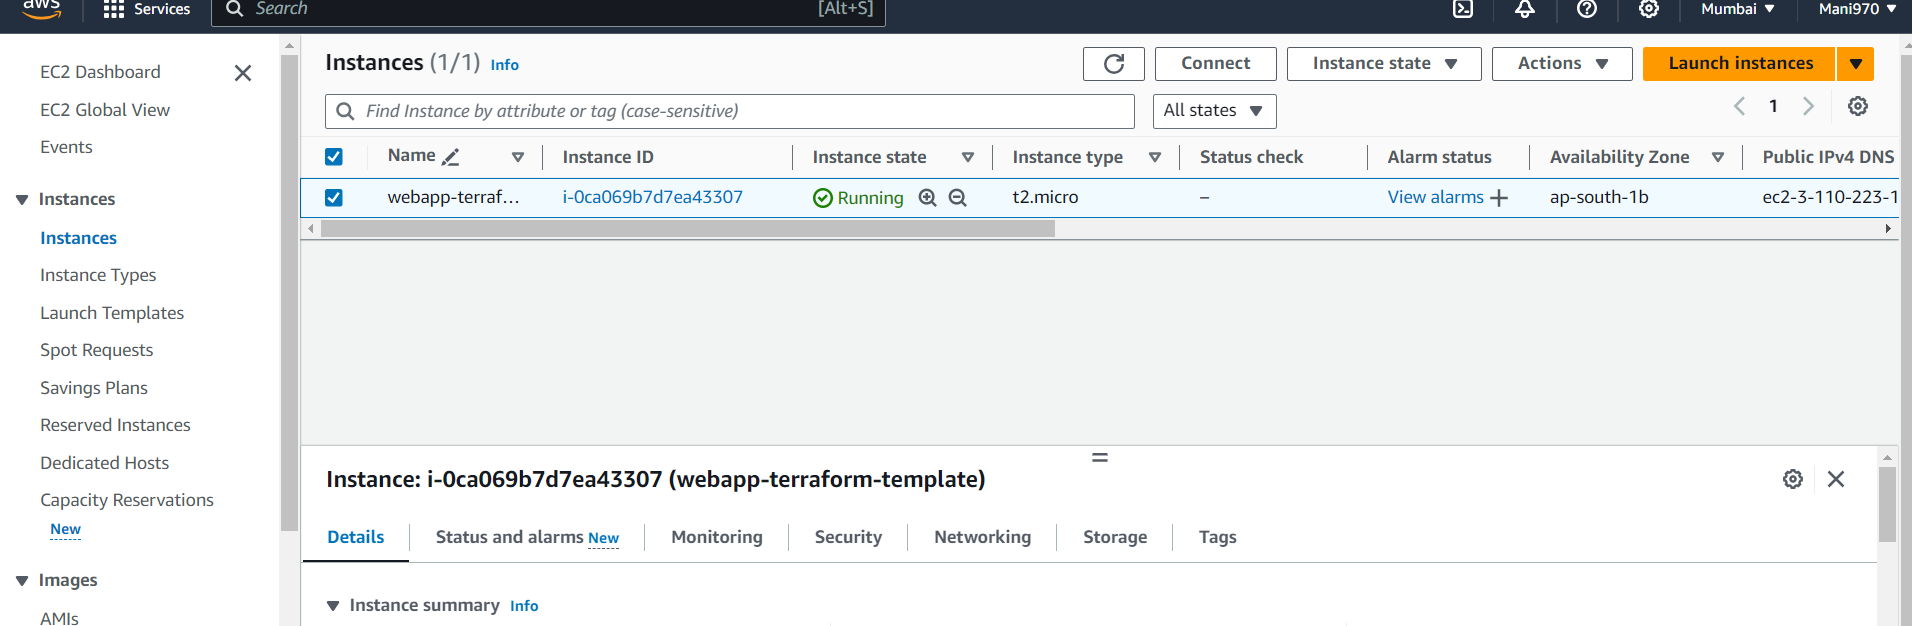 aws
Services
Search
[Alt+S]
Mumbai
Mani970
EC2 Dashboard
EC2 Global View
Events
Instances
Instances
Instance Types
Launch Templates
Spot Requests
Savings Plans
Reserved Instances
Dedicated Hosts
Capacity Reservations
New
Images
AMIs
Instances (1/1) Info
Connect
Instance state
Actions
Launch instances
Find Instance by attribute or tag (case-sensitive)
All states
1
Name
Instance ID
Instance state
Instance type
Status check
Alarm status
Availability Zone
Public IPv4 DNS
webapp-terraf...
i-0ca069b7d7ea43307
Running
t2.micro
–
View alarms +
ap-south-1b
ec2-3-110-223-1
Instance: i-0ca069b7d7ea43307 (webapp-terraform-template)
Details
Status and alarms New
Monitoring
Security
Networking
Storage
Tags
Instance summary Info